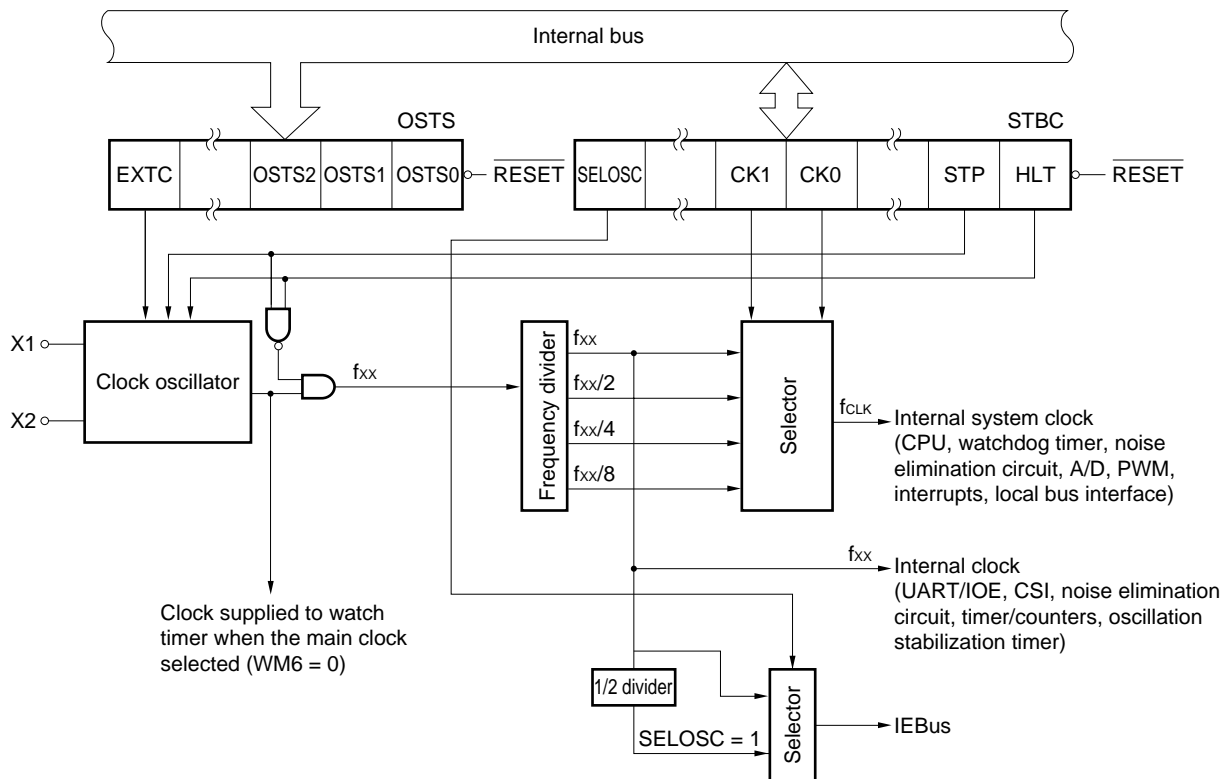 Internal bus
OSTS
STBC
EXTC
OSTS2
OSTS1
OSTS0
RESET
SELOSC
CK1
CK0
STP
HLT
RESET
X1
X2
Clock oscillator
fXX
Frequency divider
fXX
fXX/2
fXX/4
fXX/8
Selector
fCLK
Internal system clock
(CPU, watchdog timer, noise
elimination circuit, A/D, PWM,
interrupts, local bus interface)
fXX
Internal clock
(UART/IOE, CSI, noise elimination
circuit, timer/counters, oscillation
stabilization timer)
Clock supplied to watch
timer when the main clock
selected (WM6 = 0)
1/2 divider
SELOSC = 1
Selector
IEBus